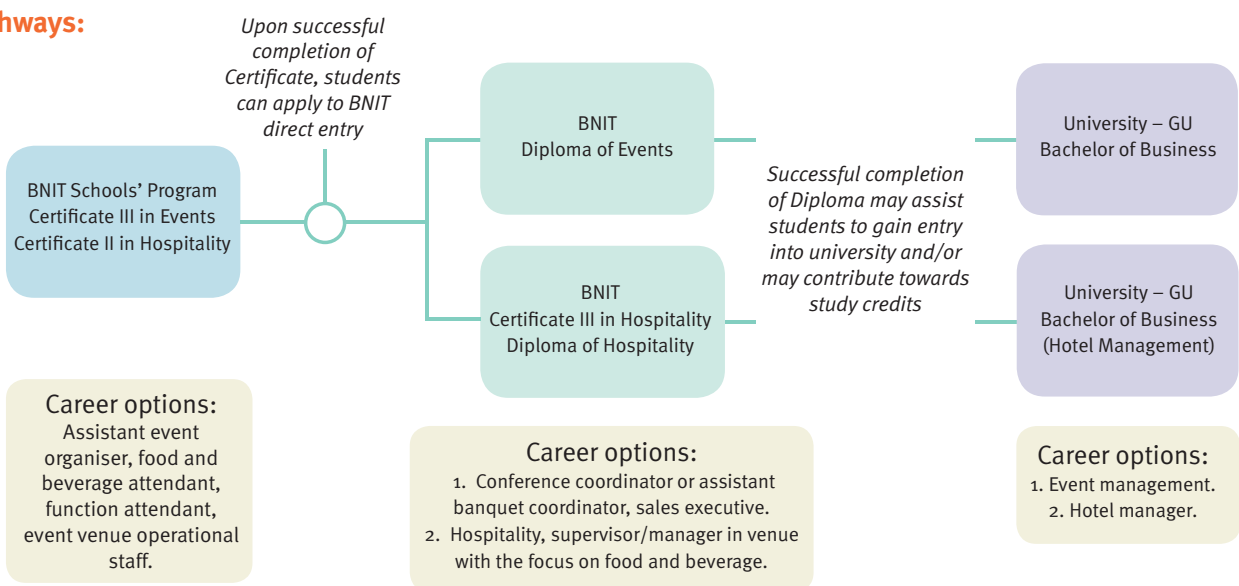 hways:
Upon successful
completion of
Certificate, students
can apply to BNIT
direct entry
BNIT Schools’ Program
Certificate III in Events
Certificate II in Hospitality
BNIT
Diploma of Events
BNIT
Certificate III in Hospitality
Diploma of Hospitality
Successful completion
of Diploma may assist
students to gain entry
into university and/or
may contribute towards
study credits
University – GU
Bachelor of Business
University – GU
Bachelor of Business
(Hotel Management)
Career options:
Assistant event
organiser, food and
beverage attendant,
function attendant,
event venue operational
staff.
Career options:
1. Conference coordinator or assistant
banquet coordinator, sales executive.
2. Hospitality, supervisor/manager in venue
with the focus on food and beverage.
Career options:
1. Event management.
2. Hotel manager.